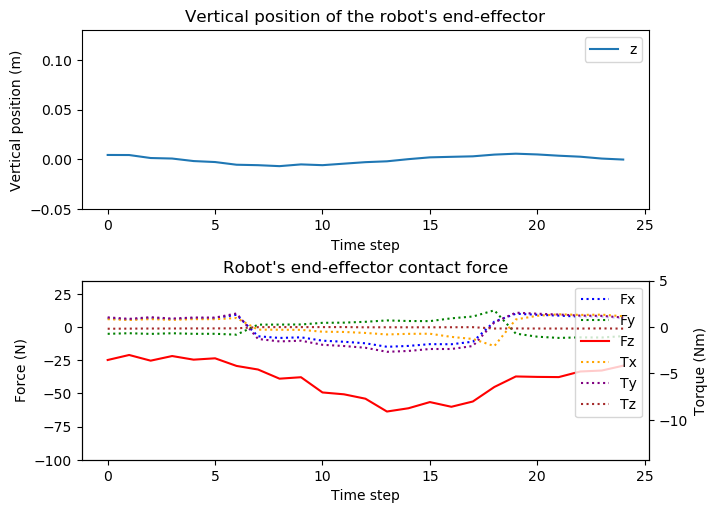 Vertical position of the robot's end-effector
Vertical position (m)
0.10
0.05
0.00
−0.05
z
0 5 10 15 20 25
Time step
Robot's end-effector contact force
Force (N)
25
0
−25
−50
−75
−100
Fx
Fy
Fz
Tx
Ty
Tz
5
0
−5
−10
Torque (Nm)
0 5 10 15 20 25
Time step